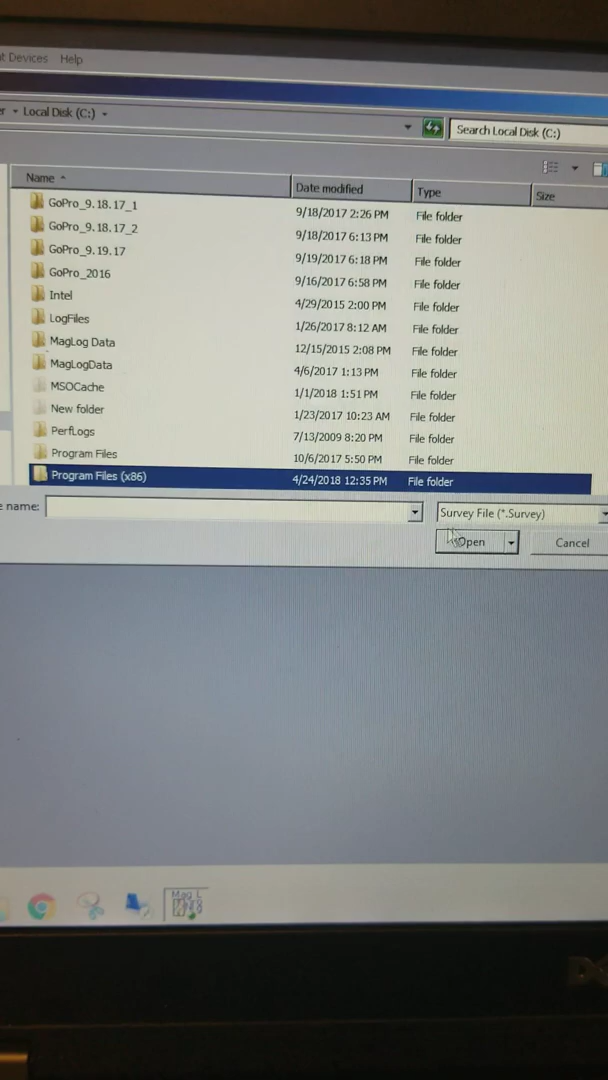 Devices Help
Local Disk (C:)
Search Local Disk (C:)
Name Date modified Type Size
GoPro_9.18.17_1 9/18/2017 2:26 PM File folder
GoPro_9.18.17_2 9/18/2017 6:13 PM File folder
GoPro_9.19.17 9/19/2017 6:18 PM File folder
GoPro_2016 9/16/2017 6:58 PM File folder
Intel 4/29/2015 2:00 PM File folder
LogFiles 1/26/2017 8:12 AM File folder
MagLog Data 12/15/2015 2:08 PM File folder
MagLogData 4/6/2017 1:13 PM File folder
MSOCache 1/1/2018 1:51 PM File folder
New folder 1/23/2017 10:23 AM File folder
PerfLogs 7/13/2009 8:20 PM File folder
Program Files 10/6/2017 5:50 PM File folder
Program Files (x86) 4/24/2018 12:35 PM File folder
name: Survey File (*.Survey)
Open Cancel
Mag L